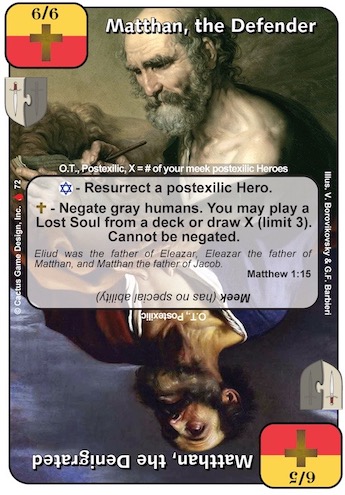 6/6
Matthan, the Defender
O.T., Postexilic, X = # of your meek postexilic Heroes
- Resurrect a postexilic Hero.
- Negate gray humans. You may play a
Lost Soul from a deck or draw X (limit 3).
Cannot be negated.
Eliud was the father of Eleazar, Eleazar the father of
Matthan, and Matthan the father of Jacob.
Matthew 1:15
© Cactus Game Design, Inc. 72
Illus. V. Borovikovsky & G.F. Barbieri
Matthan, the Denigrated
O.T., Postexilic
Meek (has no special ability)